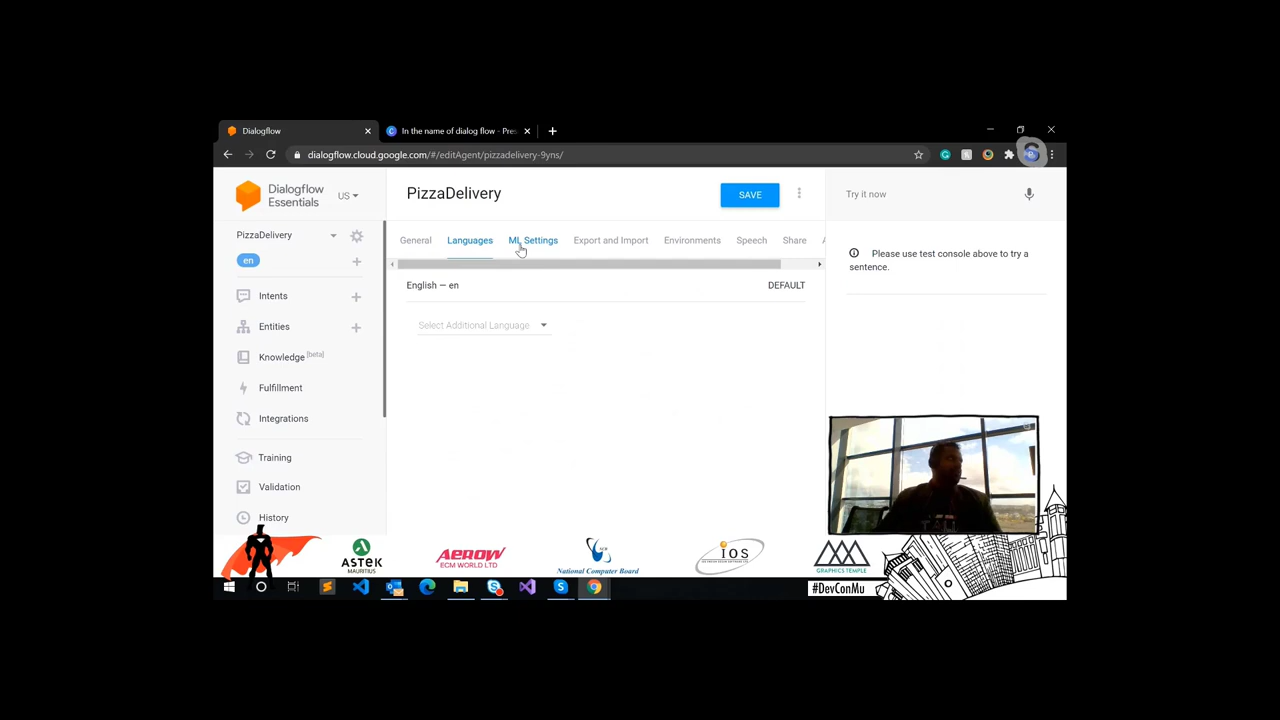 Dialogflow
In the name of dialog flow - Pres
dialogflow.cloud.google.com/#/editAgent/pizzadelivery-9yns/
Dialogflow
Essentials
US
PizzaDelivery
SAVE
Try it now
PizzaDelivery
en
General
Languages
ML Settings
Export and Import
Environments
Speech
Share
Please use test console above to try a
sentence.
English — en
DEFAULT
Select Additional Language
Intents
Entities
Knowledge [beta]
Fulfillment
Integrations
Training
Validation
History
ASTEK
MAURITIUS
AEROW
ECM WORLD LTD
National Computer Board
IOS
GRAPHICS TEMPLE
#DevConMu